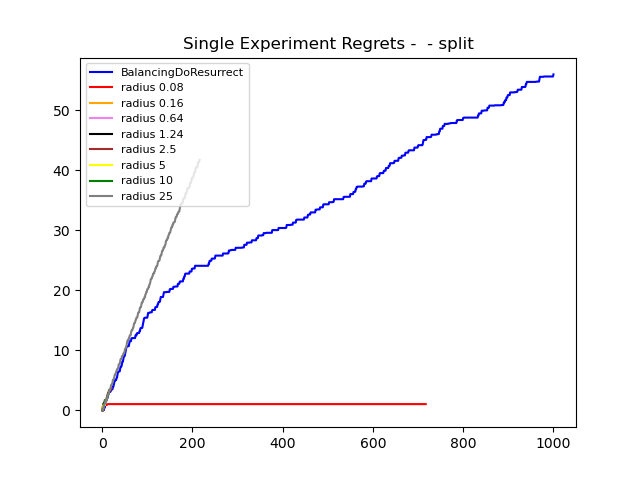 Single Experiment Regrets -  - split
BalancingDoResurrect
radius 0.08
radius 0.16
radius 0.64
radius 1.24
radius 2.5
radius 5
radius 10
radius 25
50
40
30
20
10
0
0 200 400 600 800 1000